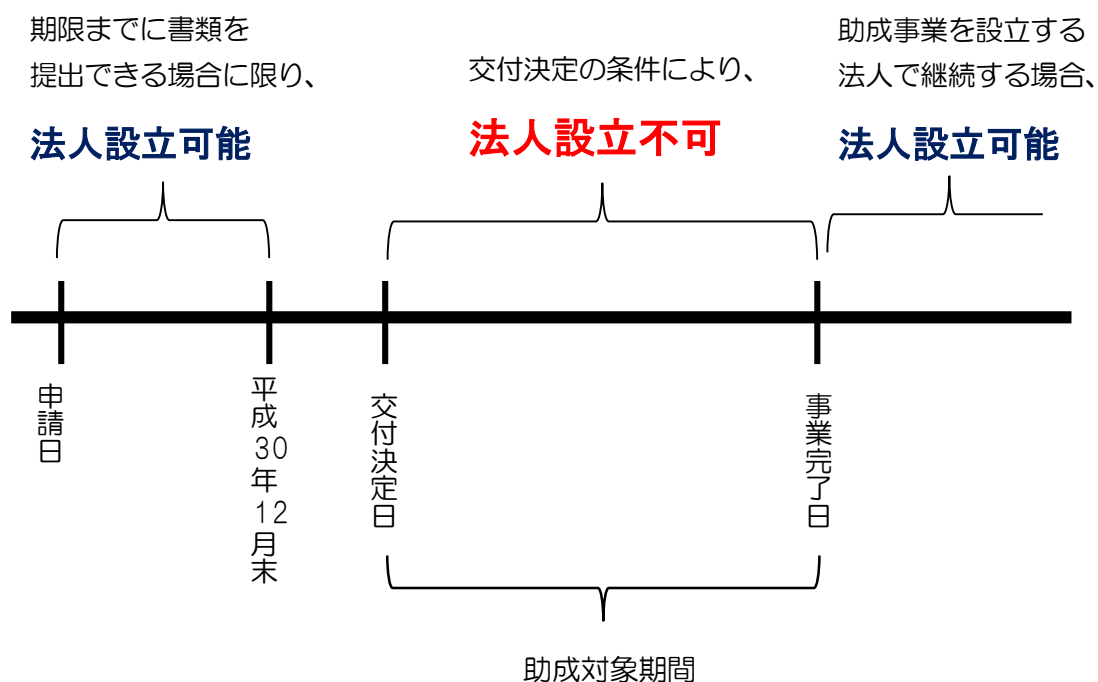 期限までに書類を
提出できる場合に限り、
法人設立可能
交付決定の条件により、
法人設立不可
助成事業を設立する
法人で継続する場合、
法人設立可能
申請日
平成30年12月末
交付決定日
事業完了日
助成対象期間